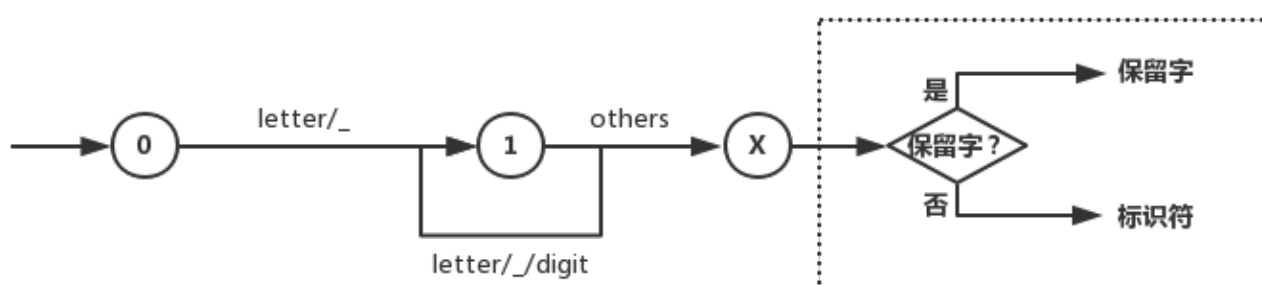 0
letter/_
1
others
X
letter/_/digit
保留字？
是
保留字
否
标识符